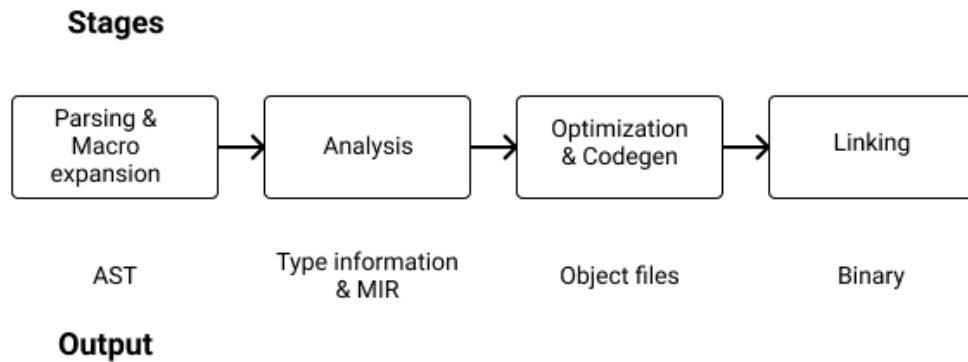 Stages
Parsing &
Macro
expansion
Analysis
Optimization
& Codegen
Linking
AST
Type information
& MIR
Object files
Binary
Output